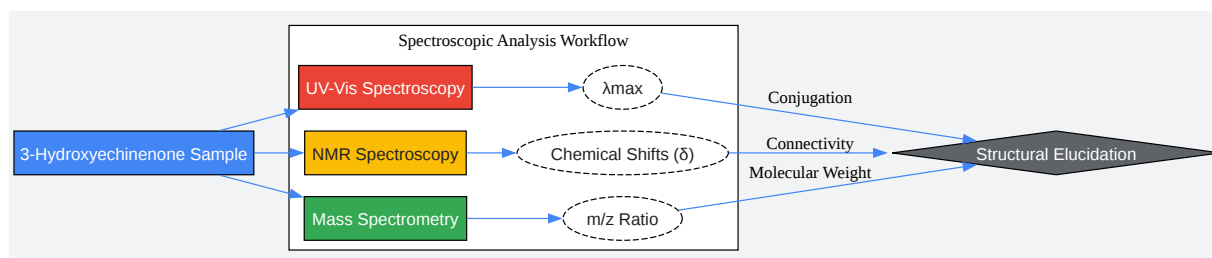 Spectroscopic Analysis Workflow
UV-Vis Spectroscopy
λmax
Conjugation
3-Hydroxyechinenone Sample
NMR Spectroscopy
Chemical Shifts (δ)
Connectivity
Structural Elucidation
Molecular Weight
Mass Spectrometry
m/z Ratio